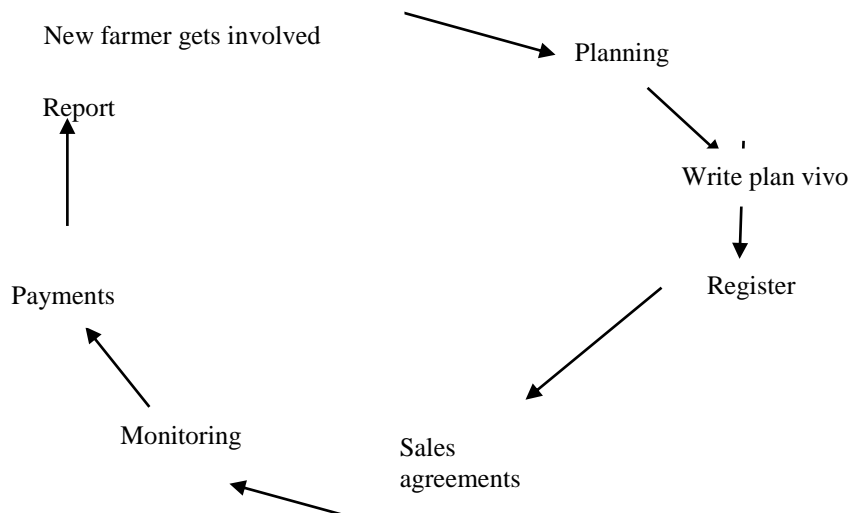 New farmer gets involved
Planning
Report
Write plan vivo
Register
Payments
Monitoring
Sales
agreements